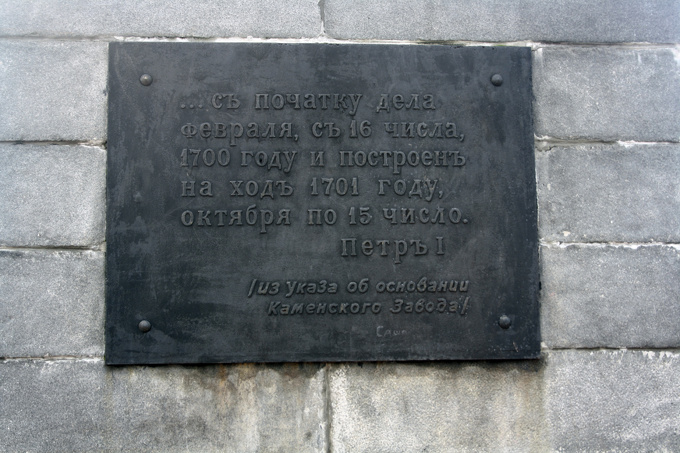 ...съ початку дела
февраля, съ 16 числа,
1700 году и построенъ
на ходъ 1701 году,
октября по 15 число.
Петръ I
/из указа об основании
Каменского Завода/